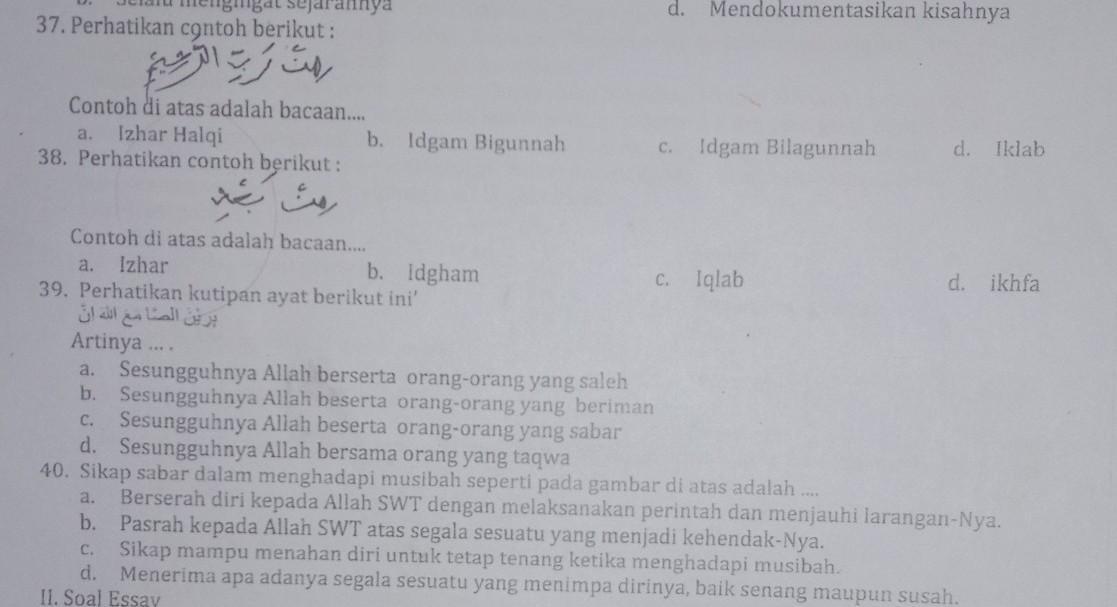 selalu mengingat sejarahnya
d. Mendokumentasikan kisahnya
37. Perhatikan contoh berikut :
مِنْ رَبِّ الرَّحِيْمِ
Contoh di atas adalah bacaan....
a. Izhar Halqi b. Idgam Bigunnah c. Idgam Bilagunnah d. Iklab
38. Perhatikan contoh berikut :
مِنْ بَعْدِ
Contoh di atas adalah bacaan....
a. Izhar b. Idgham c. Iqlab d. ikhfa
39. Perhatikan kutipan ayat berikut ini'
بِرِيْنَ الصّا مَعَ اللّٰهَ اِنَّ
Artinya ... .
a. Sesungguhnya Allah berserta orang-orang yang saleh
b. Sesungguhnya Allah beserta orang-orang yang beriman
c. Sesungguhnya Allah beserta orang-orang yang sabar
d. Sesungguhnya Allah bersama orang yang taqwa
40. Sikap sabar dalam menghadapi musibah seperti pada gambar di atas adalah ....
a. Berserah diri kepada Allah SWT dengan melaksanakan perintah dan menjauhi larangan-Nya.
b. Pasrah kepada Allah SWT atas segala sesuatu yang menjadi kehendak-Nya.
c. Sikap mampu menahan diri untuk tetap tenang ketika menghadapi musibah.
d. Menerima apa adanya segala sesuatu yang menimpa dirinya, baik senang maupun susah.
II. Soal Essay